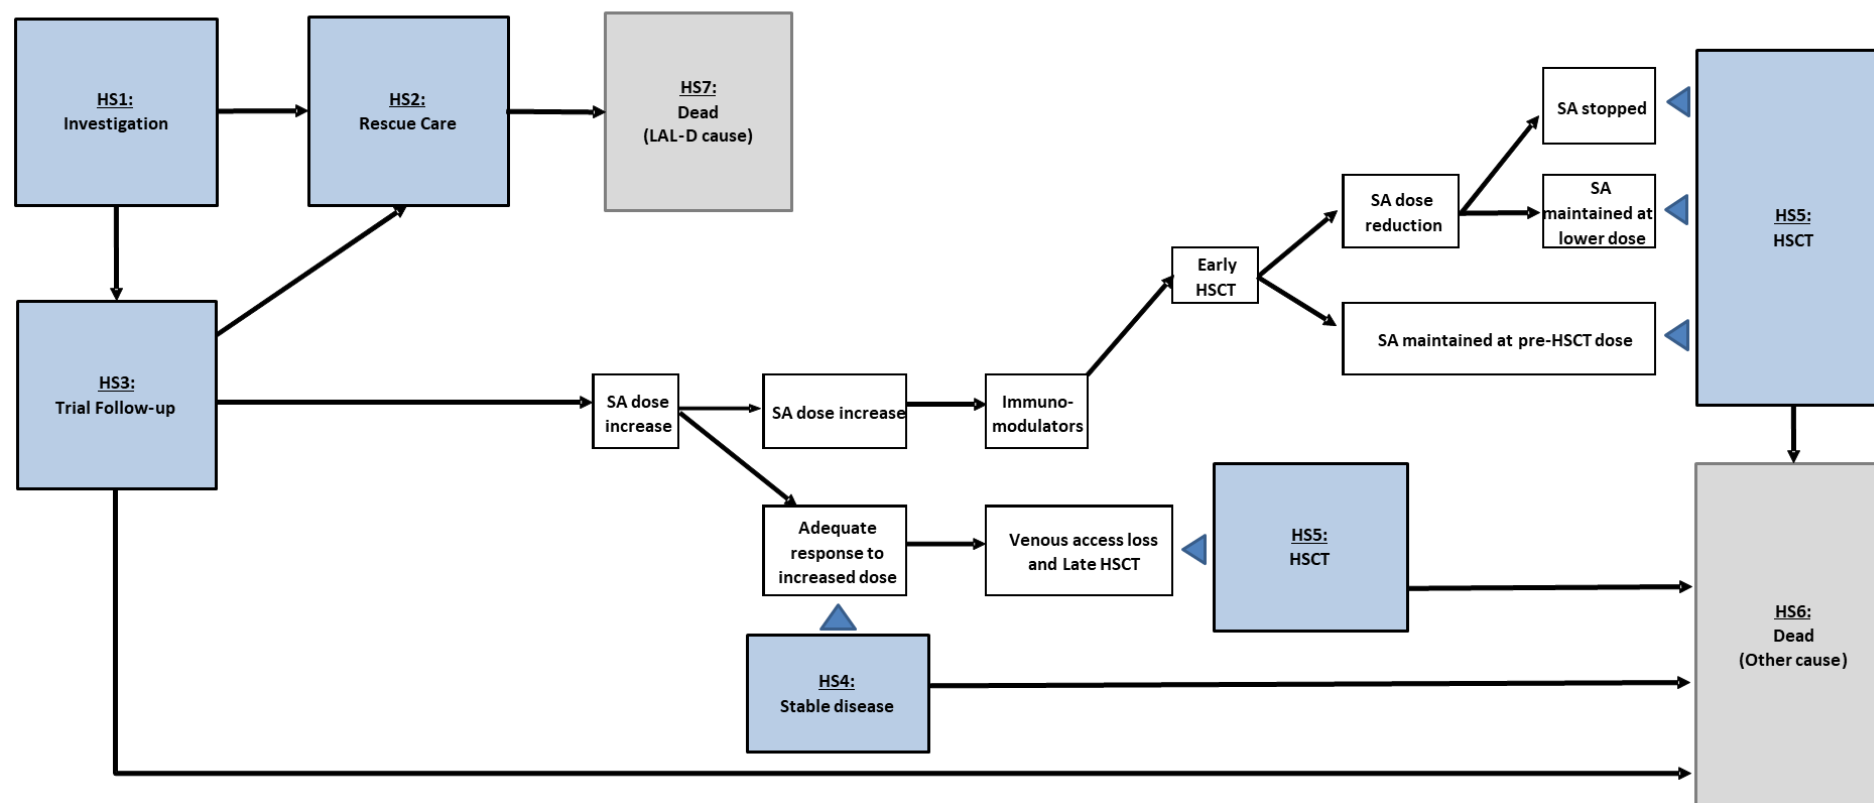 HS1:
Investigation
HS2:
Rescue Care
HS7:
Dead
(LAL-D cause)
HS3:
Trial Follow-up
SA dose
increase
SA dose increase
Immuno-
modulators
Early
HSCT
SA dose
reduction
SA stopped
SA
maintained at
lower dose
SA maintained at pre-HSCT dose
HS5:
HSCT
Adequate
response to
increased dose
Venous access loss
and Late HSCT
HS5:
HSCT
HS4:
Stable disease
HS6:
Dead
(Other cause)